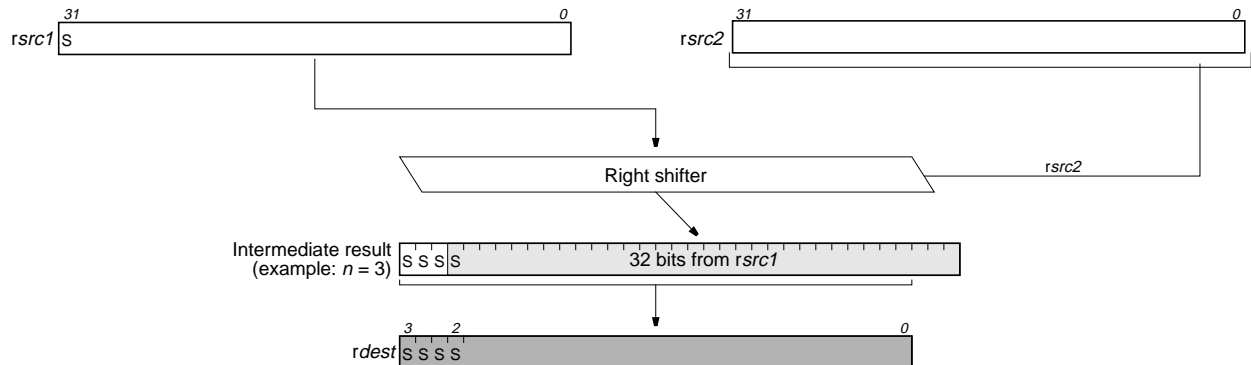 31 0 31 0
rsrc1 S rsrc2
Right shifter rsrc2
Intermediate result
(example: n = 3) S S S S 32 bits from rsrc1
3 2 0
rdest S S S S